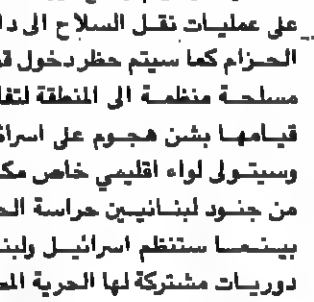 على عمليات نقل السلاح الى دا
الحزام كما سيتم حظر دخول قو
مسلحة منظمة الى المنطقة لتفا
قيامها بشن هجوم على اسرائ
وسيتولى لواء اقليمي خاص مك
من جنود لبنانيين حراسة الح
بينما ستنظم اسرائيل ولبنا
دوريات مشتركة لها الحرية المط